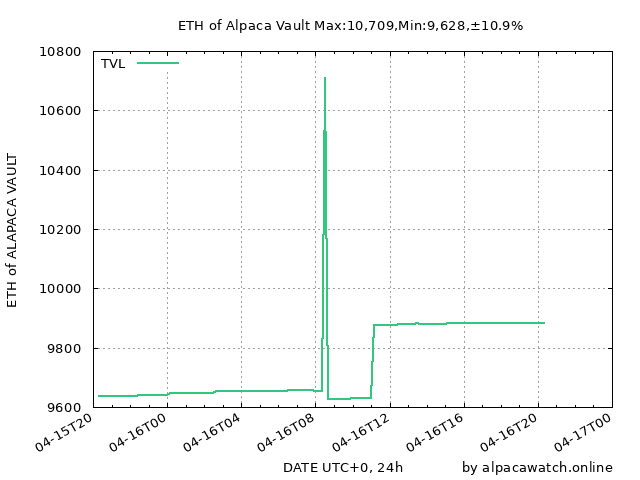 ETH of Alpaca Vault Max:10,709,Min:9,628,±10.9%
TVL
10800
10600
10400
10200
10000
9800
9600
ETH of ALAPACA VAULT
04-15T20
04-16T00
04-16T04
04-16T08
04-16T12
04-16T16
04-16T20
04-17T00
DATE UTC+0, 24h
by alpacawatch.online